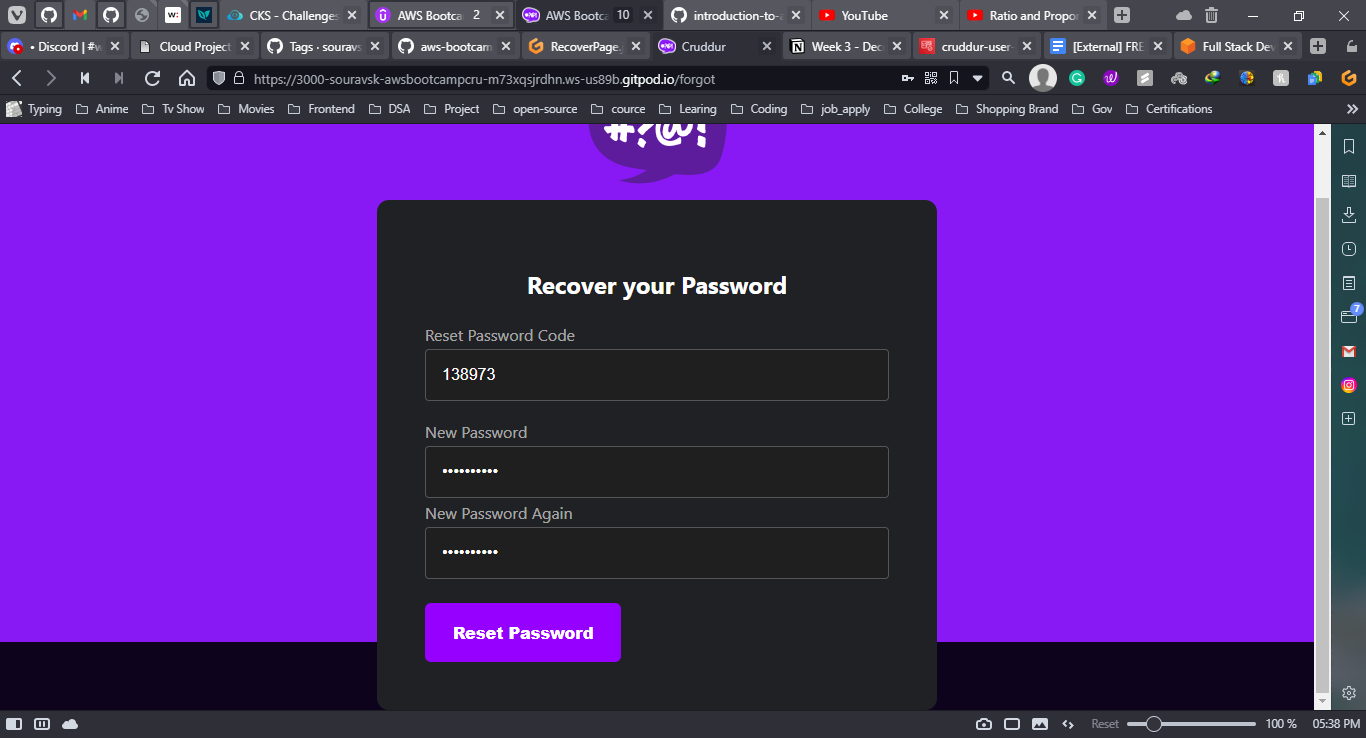 CKS - Challenges
AWS Bootca 2
AWS Bootca 10
introduction-to-
YouTube
Ratio and Propor
• Discord | #w
Cloud Project
Tags · souravs
aws-bootcam
RecoverPage.
Cruddur
Week 3 - Dec
cruddur-user-
[External] FRE
Full Stack Dev
https://3000-souravsk-awsbootcampcru-m73xqsjrdhn.ws-us89b.gitpod.io/forgot
Typing
Anime
Tv Show
Movies
Frontend
DSA
Project
open-source
cource
Learing
Coding
job_apply
College
Shopping Brand
Gov
Certifications
#?@!
Recover your Password
Reset Password Code
138973
New Password
••••••••••
New Password Again
••••••••••
Reset Password
7
Reset
100 %
05:38 PM